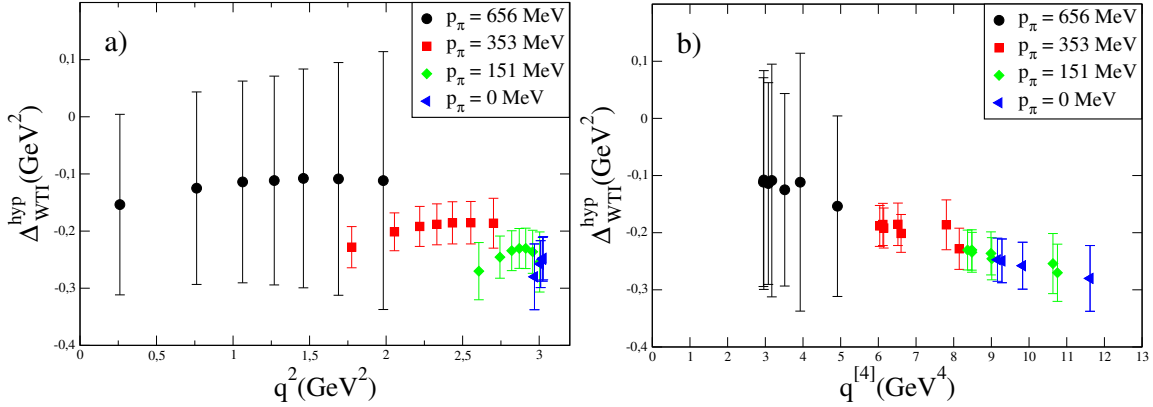 a)
p_π = 656 MeV
p_π = 353 MeV
p_π = 151 MeV
p_π = 0 MeV
0,1
0
-0,1
-0,2
-0,3
-0,4
Δ^hyp_WTI(GeV^2)
0 0,5 1 1,5 2 2,5 3
q^2(GeV^2)
b)
p_π = 656 MeV
p_π = 353 MeV
p_π = 151 MeV
p_π = 0 MeV
0,1
0
-0,1
-0,2
-0,3
-0,4
Δ^hyp_WTI(GeV^2)
0 1 2 3 4 5 6 7 8 9 10 11 12 13
q^[4](GeV^4)